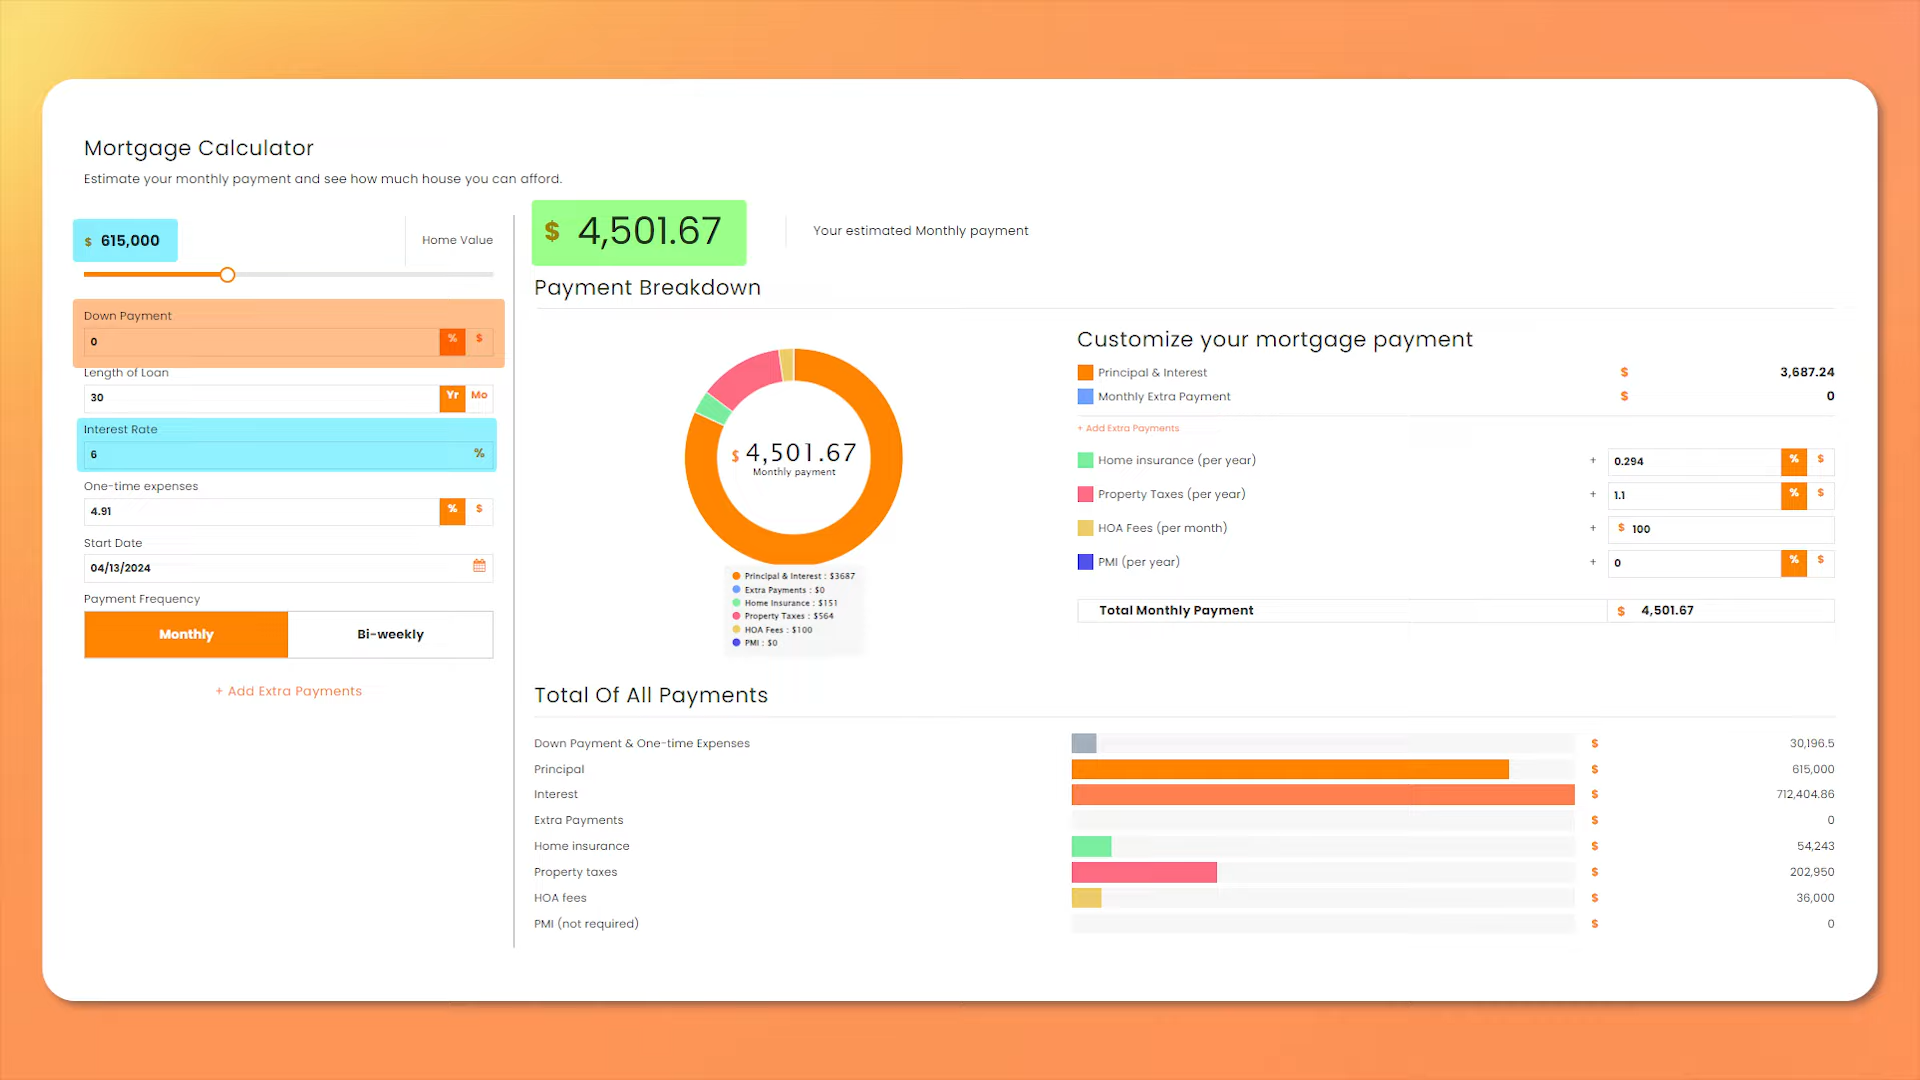 Mortgage Calculator
Estimate your monthly payment and see how much house you can afford.
$ 615,000
Home Value
Down Payment
0 % $
Length of Loan
30 Yr Mo
Interest Rate
6 %
One-time expenses
4.91 % $
Start Date
04/13/2024
Payment Frequency
Monthly Bi-weekly
+ Add Extra Payments
$ 4,501.67
Your estimated Monthly payment
Payment Breakdown
$ 4,501.67
Monthly payment
Principal & Interest : $3687
Extra Payments : $0
Home Insurance : $151
Property Taxes : $564
HOA Fees : $100
PMI : $0
Customize your mortgage payment
Principal & Interest $ 3,687.24
Monthly Extra Payment $ 0
+ Add Extra Payments
Home insurance (per year) + 0.294 % $
Property Taxes (per year) + 1.1 % $
HOA Fees (per month) + $ 100
PMI (per year) + 0 % $
Total Monthly Payment $ 4,501.67
Total Of All Payments
Down Payment & One-time Expenses $ 30,196.5
Principal $ 615,000
Interest $ 712,404.86
Extra Payments $ 0
Home insurance $ 54,243
Property taxes $ 202,950
HOA fees $ 36,000
PMI (not required) $ 0